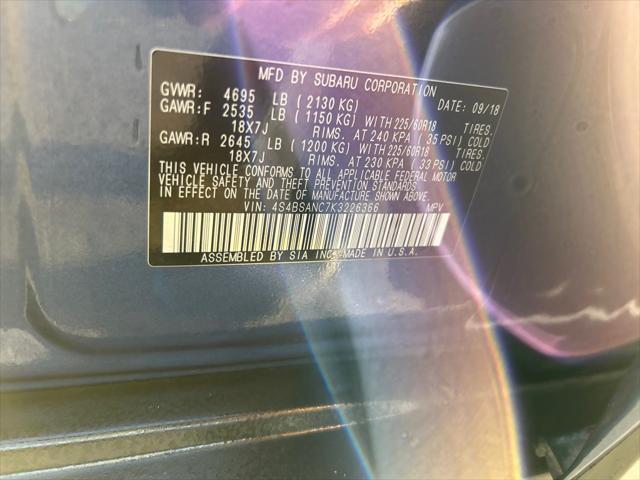 MFD BY SUBARU CORPORATION
GVWR: 4695 LB ( 2130 KG) DATE: 09/18
GAWR:F 2535 LB ( 1150 KG) WITH 225/60R18 TIRES.
18X7J RIMS. AT 240 KPA ( 35 PSI) COLD
GAWR:R 2645 LB ( 1200 KG) WITH 225/60R18 TIRES.
18X7J RIMS. AT 230 KPA ( 33 PSI) COLD
THIS VEHICLE CONFORMS TO ALL APPLICABLE FEDERAL MOTOR
VEHICLE SAFETY AND THEFT PREVENTION STANDARDS
IN EFFECT ON THE DATE OF MANUFACTURE SHOWN ABOVE.
VIN: 4S4BSANC7K3226366 MPV
ASSEMBLED BY SIA INC. MADE IN U.S.A.